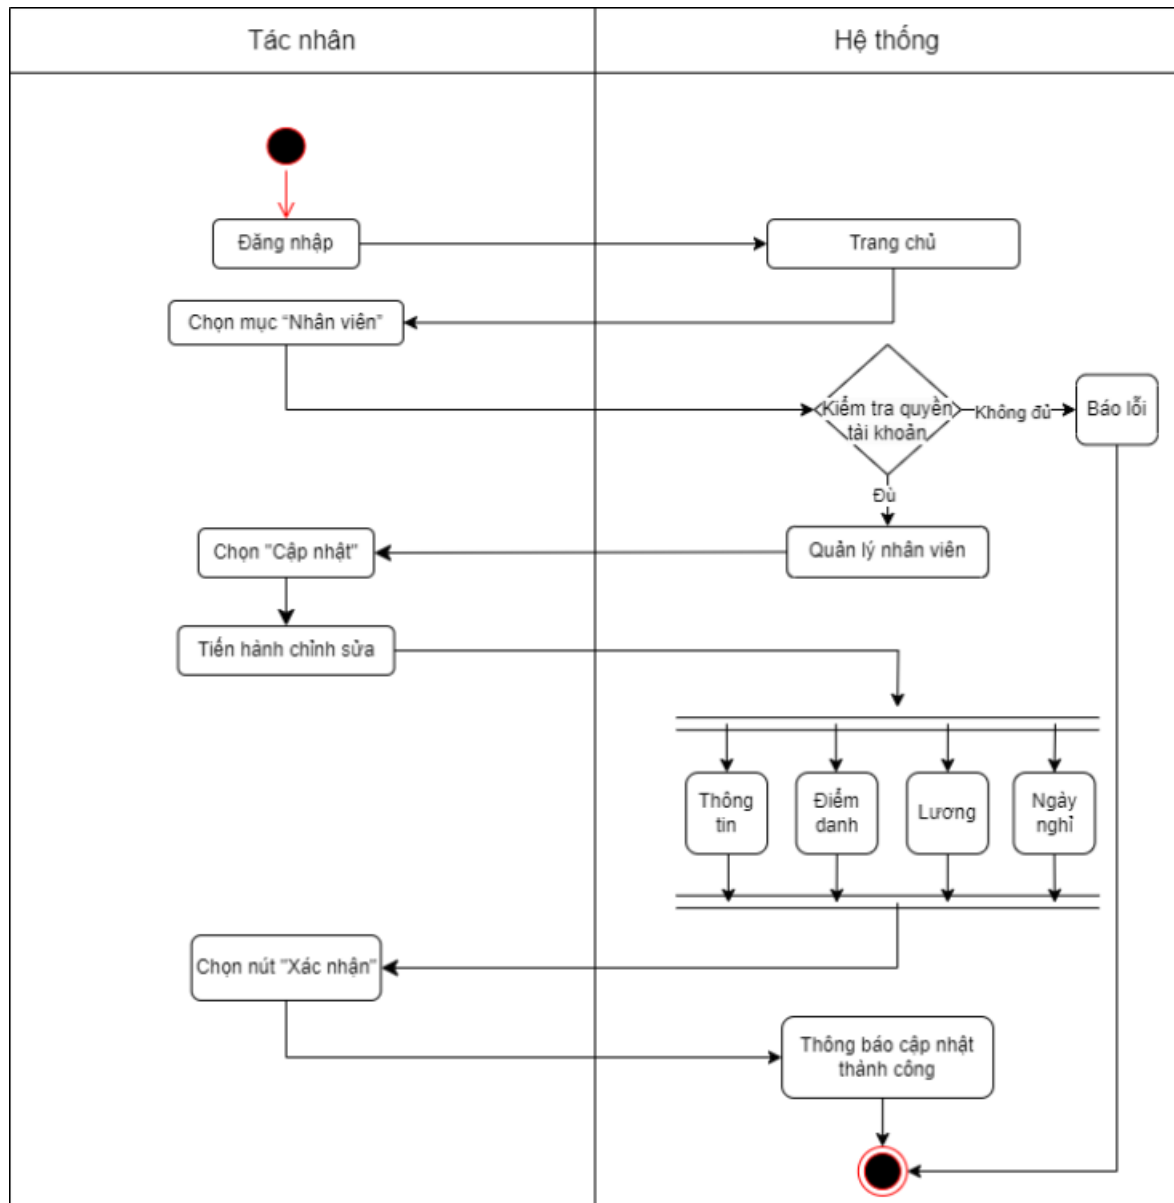 Tác nhân
Hệ thống
Đăng nhập
Trang chủ
Chọn mục “Nhân viên”
Kiểm tra quyền
tài khoản
Không đủ
Báo lỗi
Đủ
Quản lý nhân viên
Chọn "Cập nhật"
Tiến hành chỉnh sửa
Thông
tin
Điểm
danh
Lương
Ngày
nghỉ
Chọn nút "Xác nhận"
Thông báo cập nhật
thành công